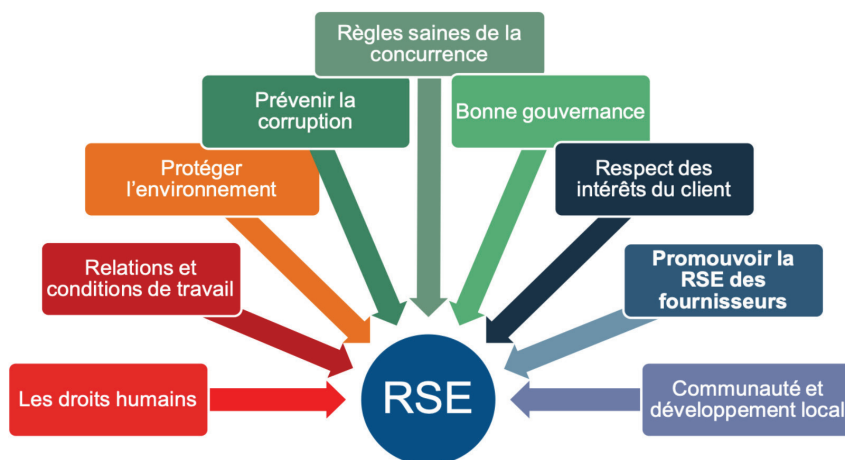 Règles saines de la
concurrence
Prévenir la
corruption
Bonne gouvernance
Protéger
l'environnement
Respect des
intérêts du client
Relations et
conditions de travail
Promouvoir la
RSE des
fournisseurs
Les droits humains
RSE
Communauté et
développement local